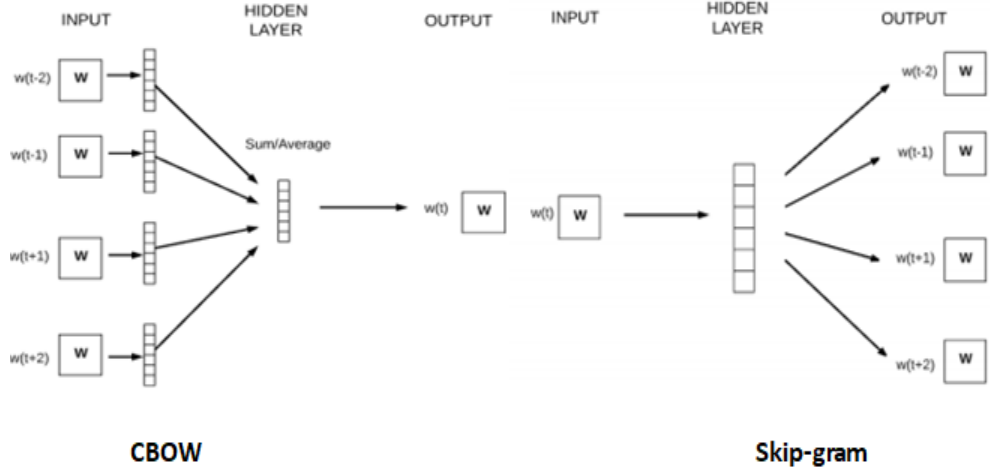 INPUT
HIDDEN
LAYER
OUTPUT
w(t-2)
W
w(t-1)
W
Sum/Average
w(t)
W
w(t+1)
W
w(t+2)
W
CBOW
INPUT
HIDDEN
LAYER
OUTPUT
w(t)
W
w(t-2)
W
w(t-1)
W
w(t+1)
W
w(t+2)
W
Skip-gram